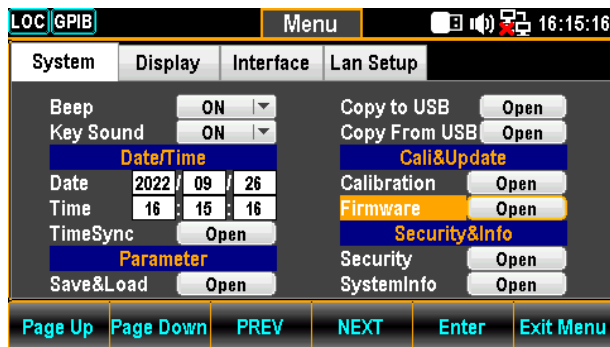 LOC GPIB Menu 16:15:16
System Display Interface Lan Setup
Beep ON
Key Sound ON
Date/Time
Date 2022 / 09 / 26
Time 16 : 15 : 16
TimeSync Open
Parameter
Save&Load Open
Copy to USB Open
Copy From USB Open
Cali&Update
Calibration Open
Firmware Open
Security&Info
Security Open
SystemInfo Open
Page Up Page Down PREV NEXT Enter Exit Menu